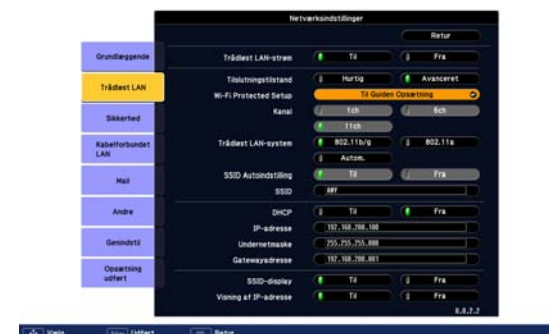 Netværksindstillinger
Retur
Grundlæggende
Trådløst LAN
Sikkerhed
Kabelforbundet
LAN
Mail
Andre
Genindstil
Opsætning
udført
Trådløst LAN-strøm Til Fra
Tilslutningstilstand Hurtig Avanceret
Wi-Fi Protected Setup Til Guiden Opsætning
Kanal 1ch 6ch
11ch
Trådløst LAN-system 802.11b/g 802.11a
Autom.
SSID Autoindstilling Til Fra
SSID ANY
DHCP Til Fra
IP-adresse 192.168.200.100
Undernetmaske 255.255.255.000
Gatewayadresse 192.168.200.001
SSID-display Til Fra
Visning af IP-adresse Til Fra
Vælg Udført Retur